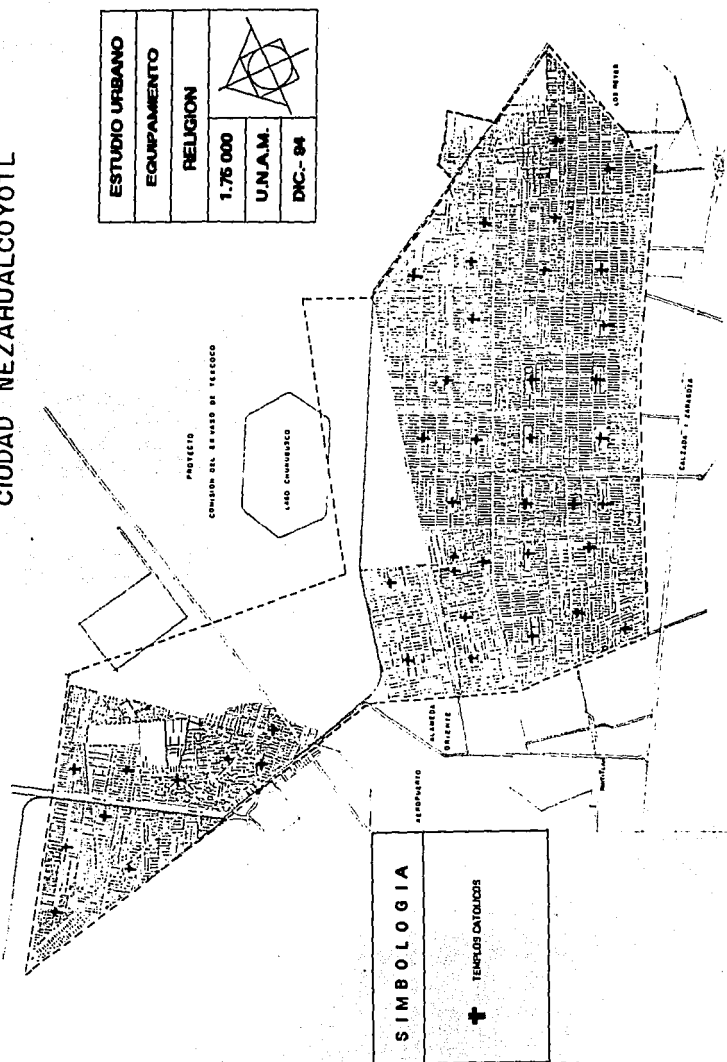 CIUDAD NEZAHUALCOYOTL
ESTUDIO URBANO
EQUIPAMIENTO
RELIGION
1.75 000
U.N.A.M.
DIC.- 94
PROYECTO
COMISION DEL EX VASO DE TEXCOCO
LAGO CHURUBUSCO
LOS REYES
CALZADA I ZARAGOZA
ALAMEDA
ORIENTE
AEROPUERTO
SIMBOLOGIA
TEMPLOS CATOLICOS